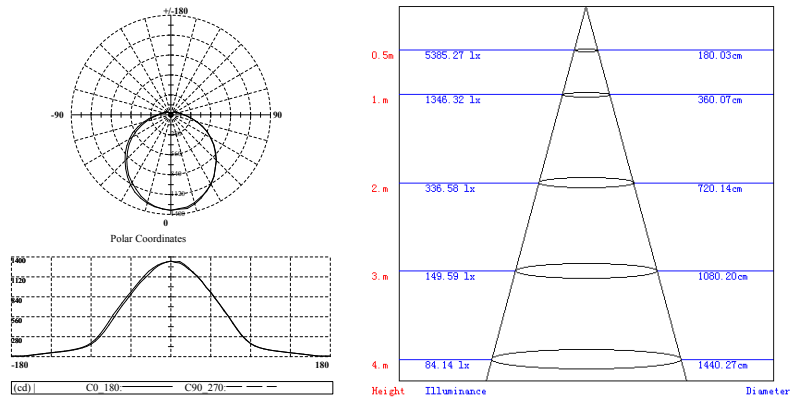 +/-180
-90
90
1120
1400
0
Polar Coordinates
1400
1120
840
560
280
-180
180
(cd) |
C0_180:
C90_270:
0.5m
5385.27 lx
180.03cm
1.m
1346.32 lx
360.07cm
2.m
336.58 lx
720.14cm
3.m
149.59 lx
1080.20cm
4.m
84.14 lx
1440.27cm
Height
Illuminance
Diameter